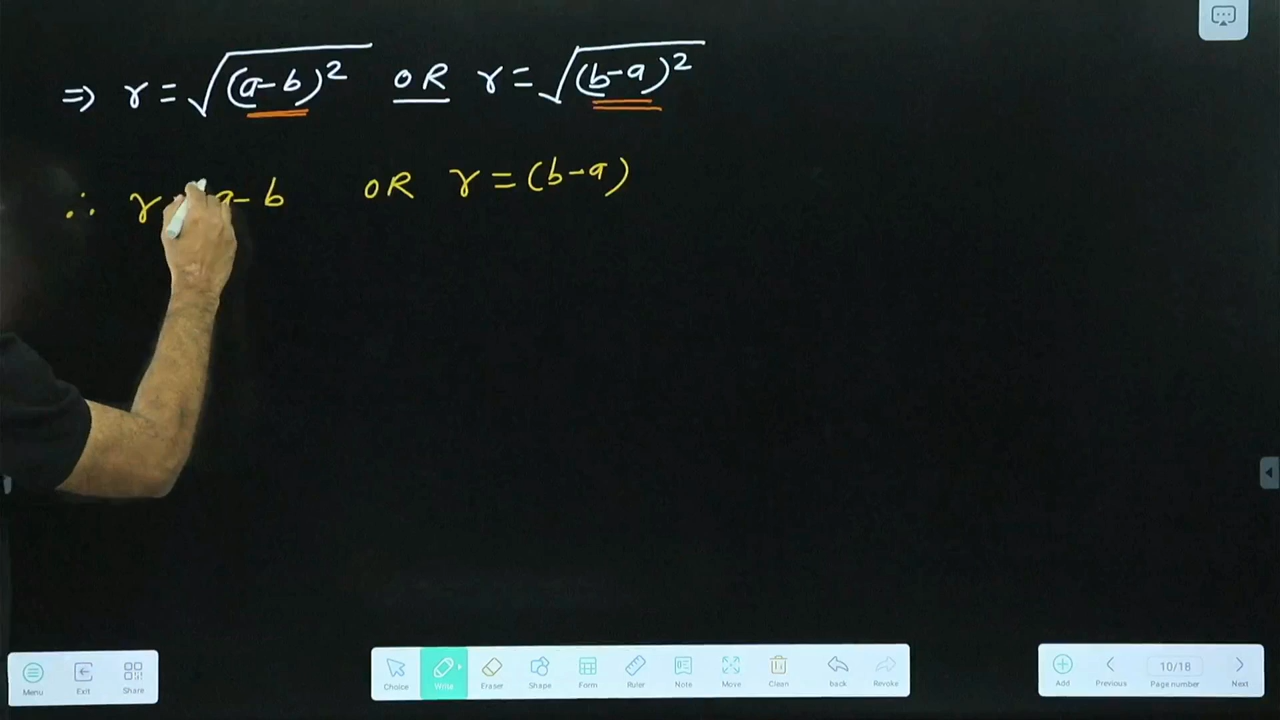 ⇒ r = √(a-b)² OR r = √(b-a)²
∴ r a-b OR r = (b-a)
Menu Exit Share Choice Write Eraser Shape Form Ruler Note Move Clean back Revoke Add Previous 10/18 Page number Next